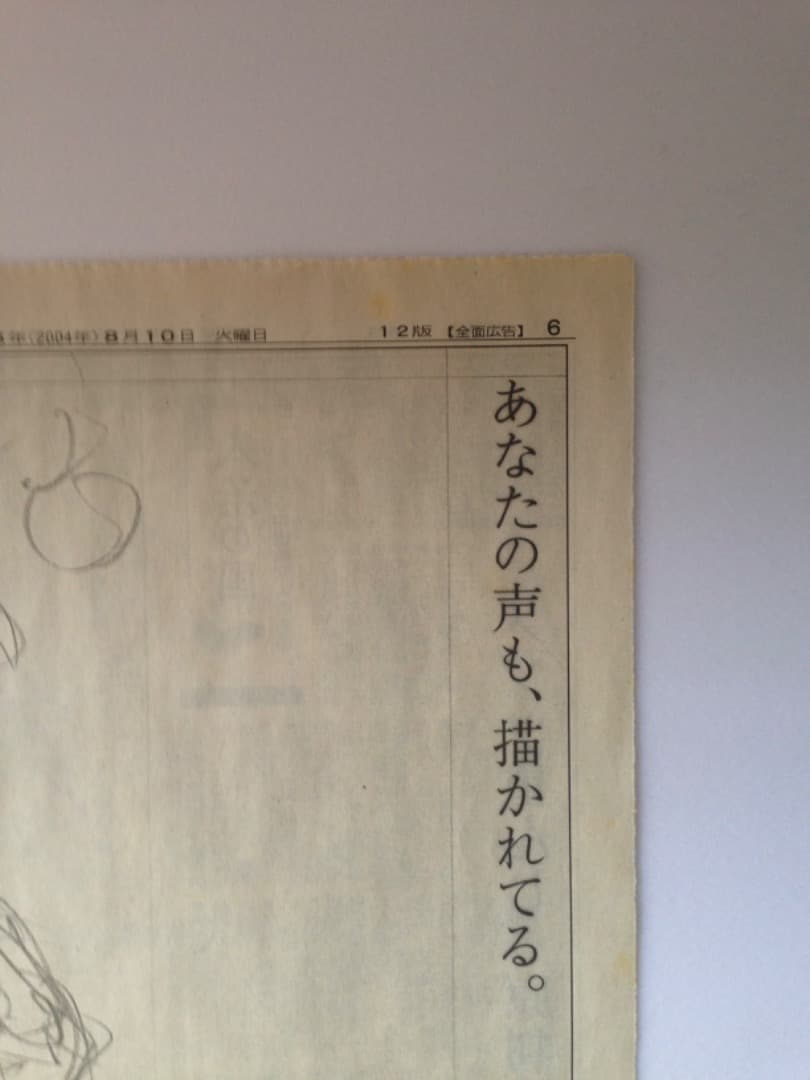 年(2004年)8月10日 火曜日 12版 【全面広告】 6
あなたの声も、描かれてる。